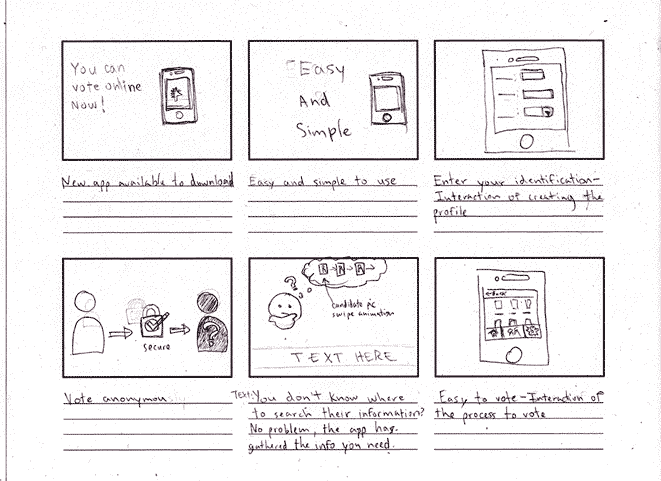 You can
vote online
Now!
New app available to download
Easy
And
Simple
Easy and simple to use
Enter your identification-
Interaction of creating the
profile
secure
?
Vote anonymou
?
?
candidate pic
swipe animation
TEXT HERE
TEXT: You don't know where
to search their information?
No problem, the app has
gathered the info you need.
Easy to vote - Interaction of
the process to vote